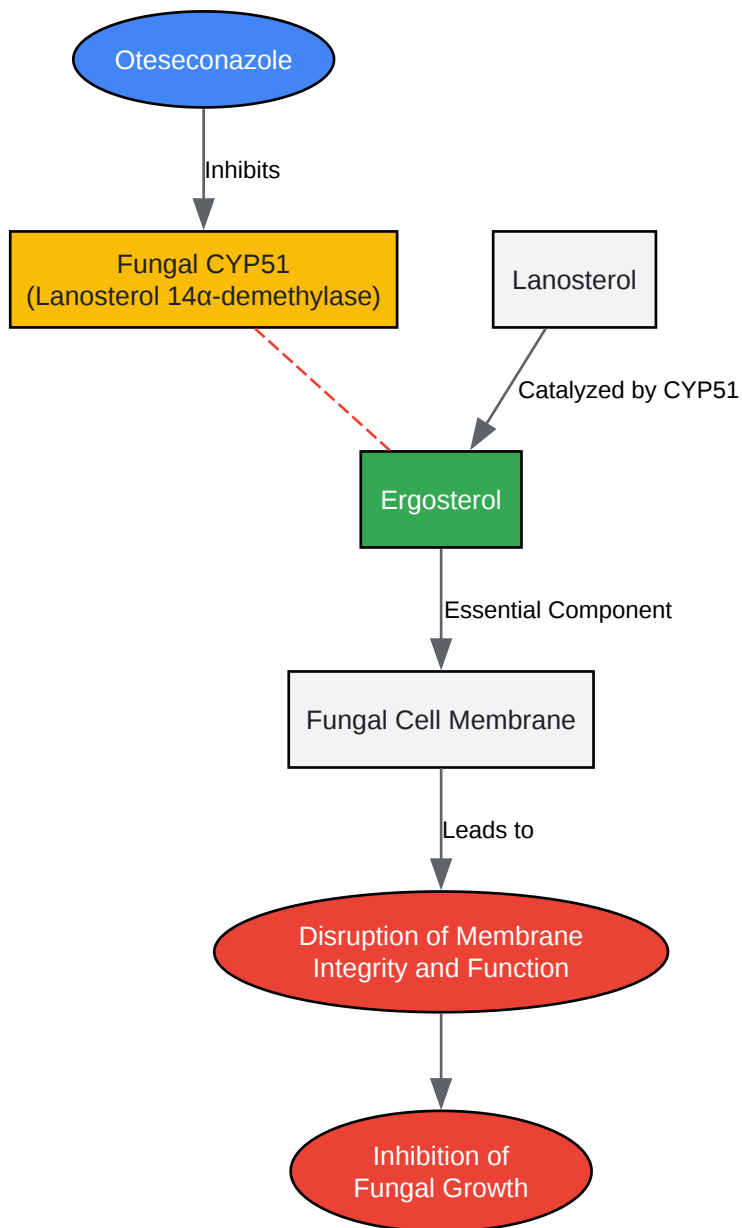 Oteseconazole
Inhibits
Fungal CYP51
(Lanosterol 14α-demethylase)
Lanosterol
Catalyzed by CYP51
Ergosterol
Essential Component
Fungal Cell Membrane
Leads to
Disruption of Membrane
Integrity and Function
Inhibition of
Fungal Growth